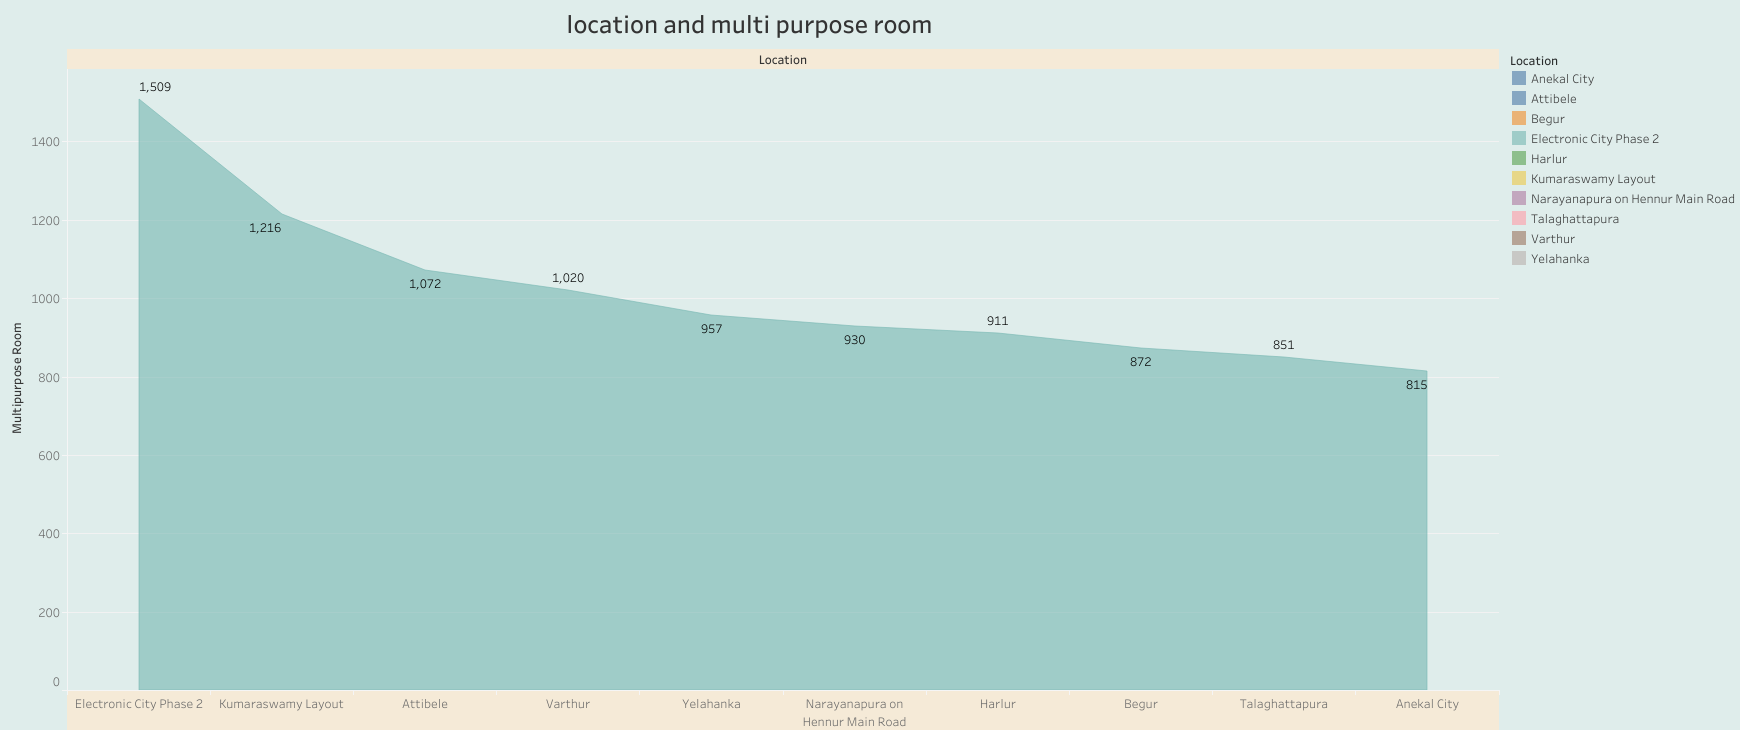 location and multi purpose room
Location
1,509
1,216
1,072
1,020
957
930
911
872
851
815
1400
1200
1000
800
600
400
200
0
Multipurpose Room
Electronic City Phase 2
Kumaraswamy Layout
Attibele
Varthur
Yelahanka
Narayanapura on
Hennur Main Road
Harlur
Begur
Talaghattapura
Anekal City
Location
Anekal City
Attibele
Begur
Electronic City Phase 2
Harlur
Kumaraswamy Layout
Narayanapura on Hennur Main Road
Talaghattapura
Varthur
Yelahanka